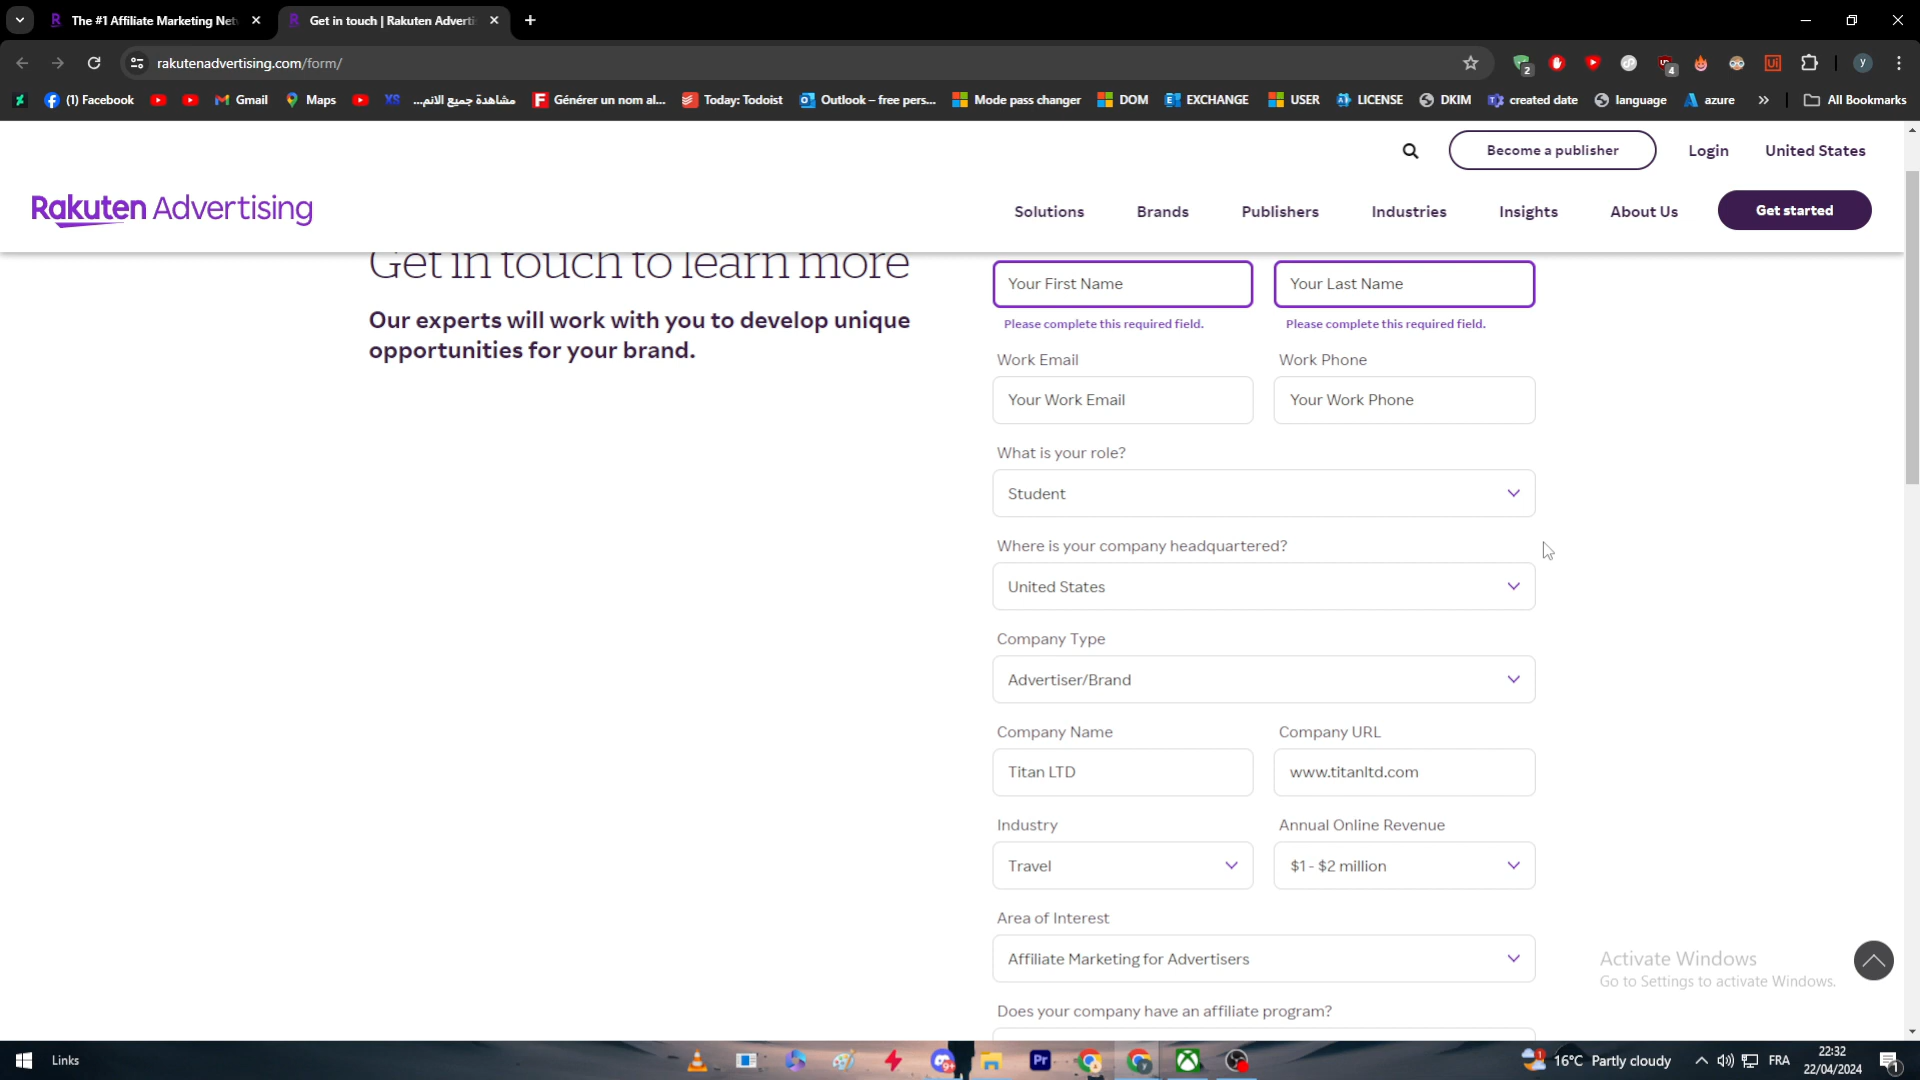 The #1 Affiliate Marketing Net
Get in touch | Rakuten Adverti
rakutenadvertising.com/form/
(1) Facebook
Gmail
Maps
مشاهدة جميع الانم...
Générer un nom al...
Today: Todoist
Outlook – free pers...
Mode pass changer
DOM
EXCHANGE
USER
LICENSE
DKIM
created date
language
azure
»
All Bookmarks
Become a publisher
Login
United States
Rakuten Advertising
Solutions
Brands
Publishers
Industries
Insights
About Us
Get started
Get in touch to learn more
Our experts will work with you to develop unique
opportunities for your brand.
Your First Name
Your Last Name
Please complete this required field.
Please complete this required field.
Work Email
Work Phone
Your Work Email
Your Work Phone
What is your role?
Student
Where is your company headquartered?
United States
Company Type
Advertiser/Brand
Company Name
Company URL
Titan LTD
www.titanltd.com
Industry
Annual Online Revenue
Travel
$1 - $2 million
Area of Interest
Affiliate Marketing for Advertisers
Does your company have an affiliate program?
Activate Windows
Go to Settings to activate Windows.
Links
16°C Partly cloudy
FRA
22:32
22/04/2024